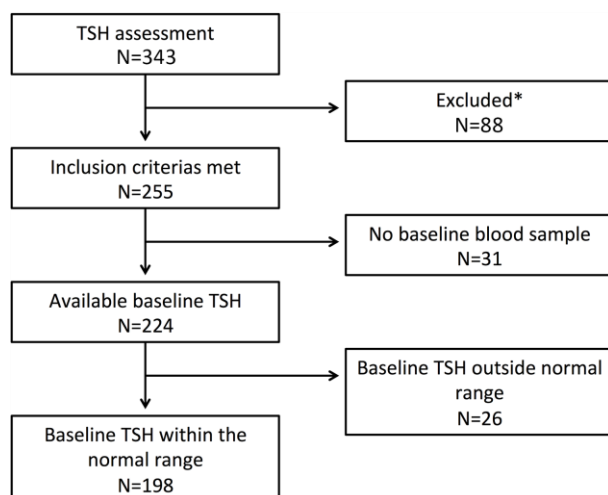 TSH assessment
N=343
Excluded*
N=88
Inclusion criterias met
N=255
No baseline blood sample
N=31
Available baseline TSH
N=224
Baseline TSH outside normal
range
N=26
Baseline TSH within the
normal range
N=198